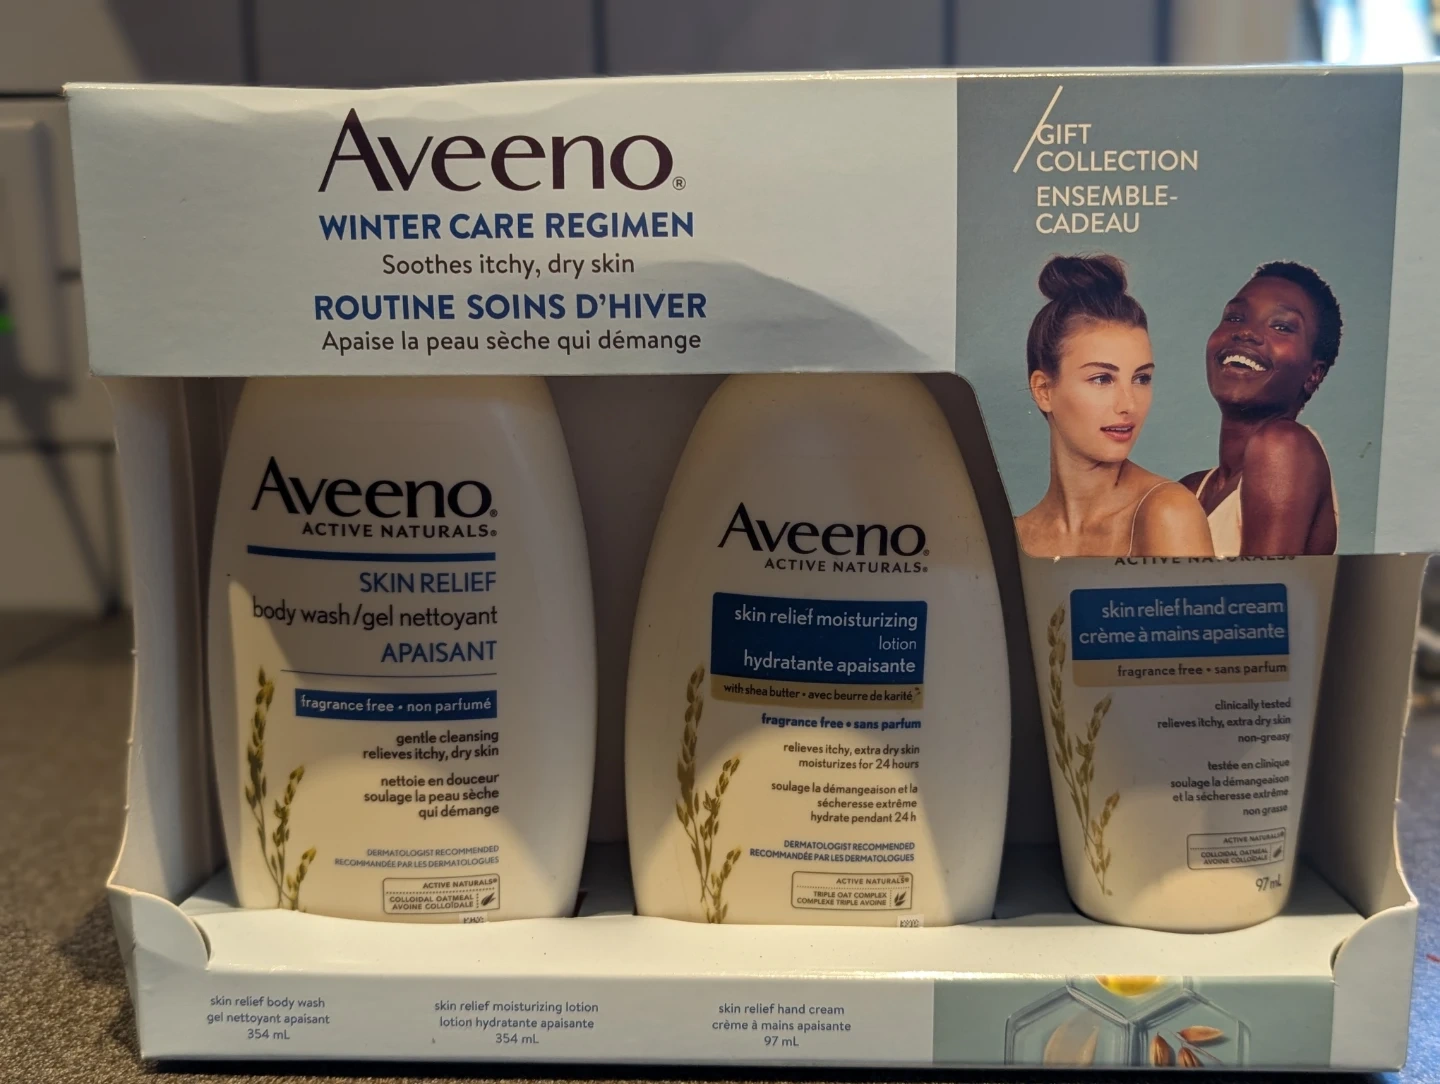 Aveeno®
WINTER CARE REGIMEN
Soothes itchy, dry skin
ROUTINE SOINS D'HIVER
Apaise la peau sèche qui démange
GIFT
COLLECTION
ENSEMBLE-
CADEAU
Aveeno®
ACTIVE NATURALS®
SKIN RELIEF
body wash/gel nettoyant
APAISANT
fragrance free • non parfumé
gentle cleansing
relieves itchy, dry skin
nettoie en douceur
soulage la peau sèche
qui démange
DERMATOLOGIST RECOMMENDED
RECOMMANDÉE PAR LES DERMATOLOGUES
ACTIVE NATURALS®
COLLOIDAL OATMEAL
AVOINE COLLOÏDALE
Aveeno®
ACTIVE NATURALS®
skin relief moisturizing
lotion
hydratante apaisante
with shea butter • avec beurre de karité
fragrance free • sans parfum
relieves itchy, extra dry skin
moisturizes for 24 hours
soulage la démangeaison et la
sécheresse extrême
hydrate pendant 24 h
DERMATOLOGIST RECOMMENDED
RECOMMANDÉE PAR LES DERMATOLOGUES
ACTIVE NATURALS®
TRIPLE OAT COMPLEX
COMPLEXE TRIPLE AVOINE
ACTIVE NATURALS®
skin relief hand cream
crème à mains apaisante
fragrance free • sans parfum
clinically tested
relieves itchy, extra dry skin
non-greasy
testée en clinique
soulage la démangeaison
et la sécheresse extrême
non grasse
ACTIVE NATURALS®
COLLOIDAL OATMEAL
AVOINE COLLOÏDALE
97 mL
skin relief body wash
gel nettoyant apaisant
354 mL
skin relief moisturizing lotion
lotion hydratante apaisante
354 mL
skin relief hand cream
crème à mains apaisante
97 mL